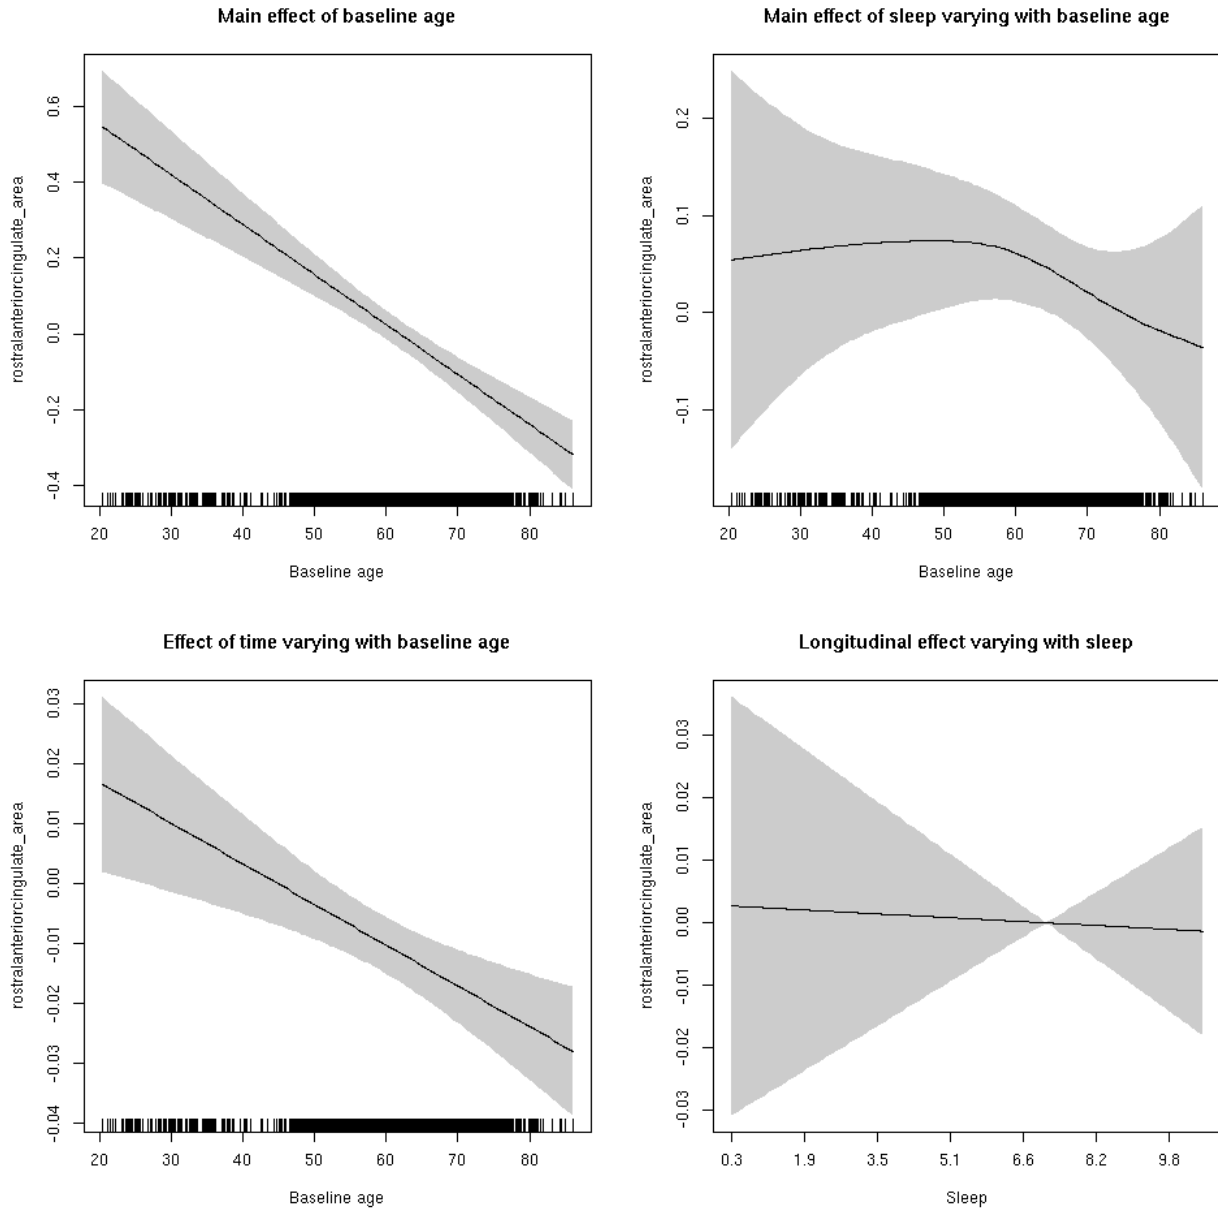 Main effect of baseline age
rostralanteriorcingulate_area
0.6
0.4
0.2
0.0
-0.2
-0.4
20 30 40 50 60 70 80
Baseline age
Main effect of sleep varying with baseline age
rostralanteriorcingulate_area
0.2
0.1
0.0
-0.1
20 30 40 50 60 70 80
Baseline age
Effect of time varying with baseline age
rostralanteriorcingulate_area
0.03
0.02
0.01
0.00
-0.01
-0.02
-0.03
-0.04
20 30 40 50 60 70 80
Baseline age
Longitudinal effect varying with sleep
rostralanteriorcingulate_area
0.03
0.02
0.01
0.00
-0.01
-0.02
-0.03
0.3 1.9 3.5 5.1 6.6 8.2 9.8
Sleep